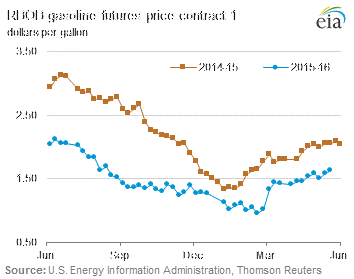 RBOB gasoline futures price contract 1
dollars per gallon
eia
3.50
2014-15
2015-16
2.50
1.50
0.50
Jun
Sep
Dec
Mar
Jun
Source: U.S. Energy Information Administration, Thomson Reuters